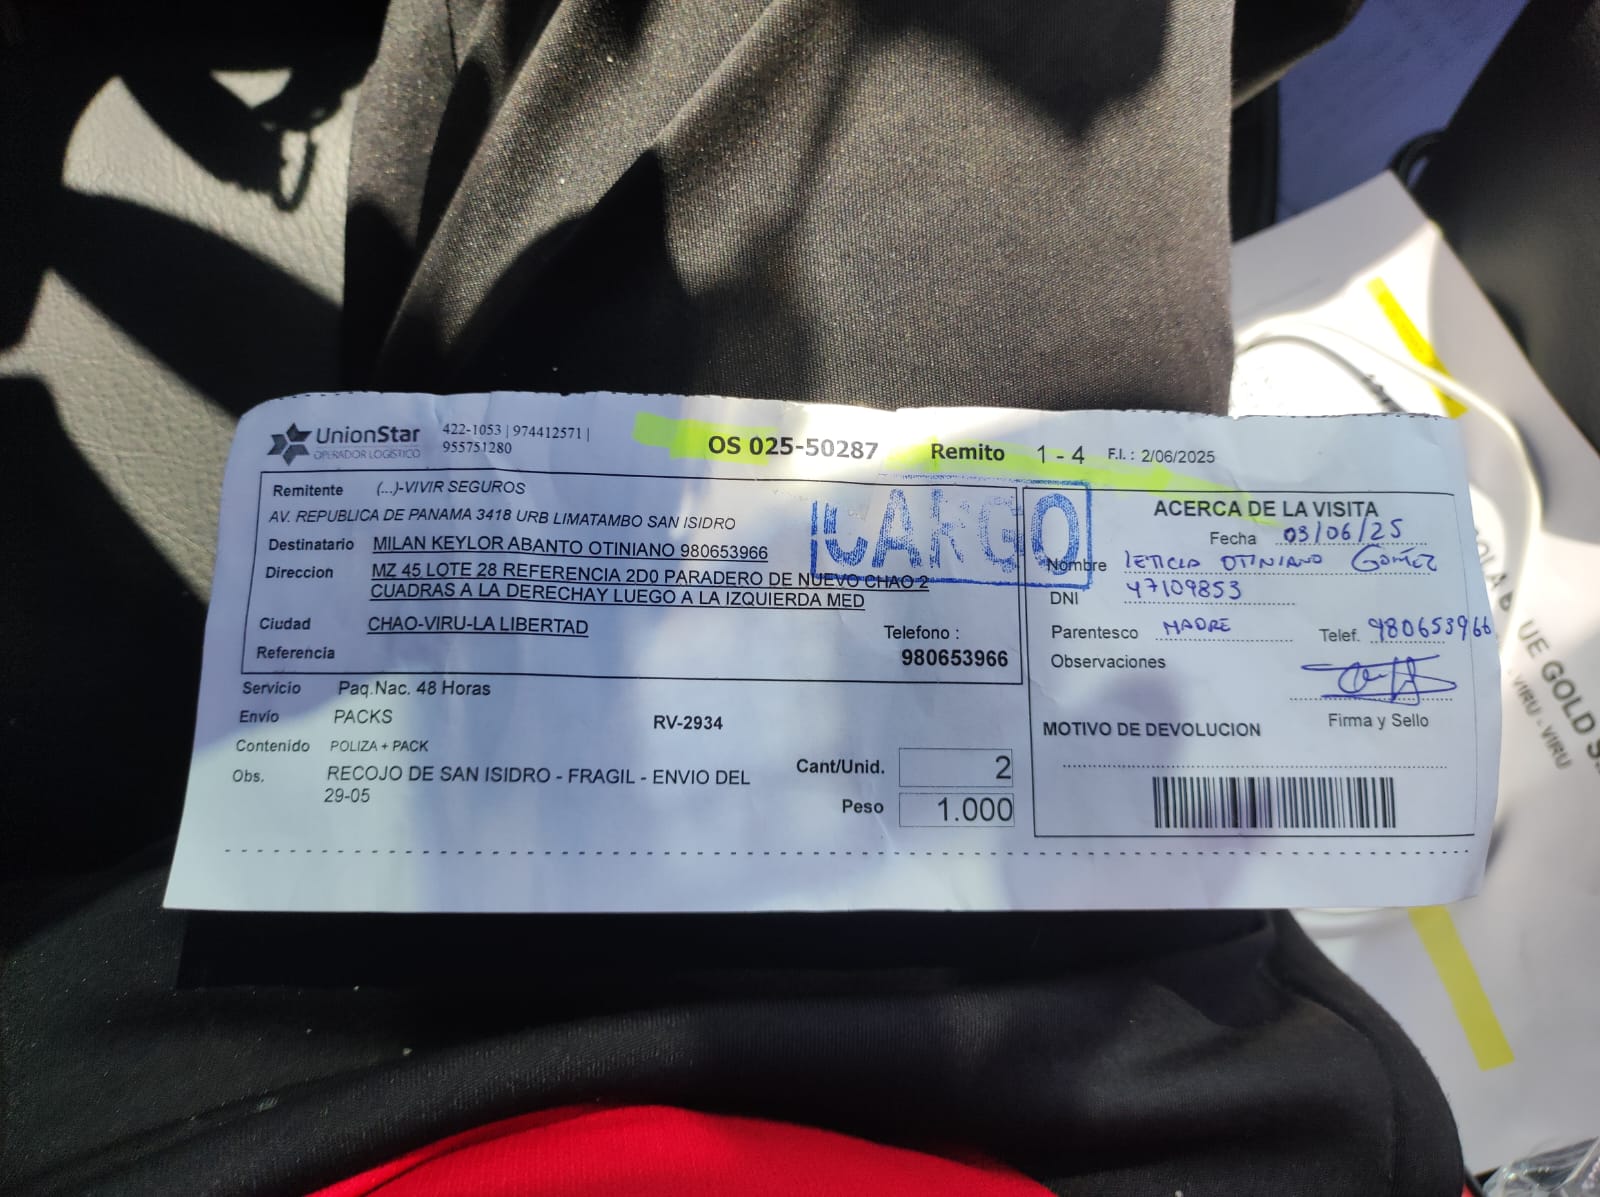 UnionStar
OPERADOR LOGISTICO
422-1053 | 974412571 |
955751280
OS 025-50287 Remito 1 - 4 F.I. : 2/06/2025
Remitente (...)-VIVIR SEGUROS
AV. REPUBLICA DE PANAMA 3418 URB LIMATAMBO SAN ISIDRO
Destinatario MILAN KEYLOR ABANTO OTINIANO 980653966
Direccion MZ 45 LOTE 28 REFERENCIA 2D0 PARADERO DE NUEVO CHAO 2
CUADRAS A LA DERECHAY LUEGO A LA IZQUIERDA MED
Ciudad CHAO-VIRU-LA LIBERTAD
Telefono :
Referencia 980653966
CARGO
Servicio Paq.Nac. 48 Horas
Envio PACKS RV-2934
Contenido POLIZA + PACK
Obs. RECOJO DE SAN ISIDRO - FRAGIL - ENVIO DEL
29-05
Cant/Unid. 2
Peso 1.000
ACERCA DE LA VISITA
Fecha 03/06/25
Nombre LETICIA OTINIANO GOMEZ
DNI 47109853
Parentesco MADRE Telef. 980653966
Observaciones
Firma y Sello
MOTIVO DE DEVOLUCION
UE GOLD
VIRU - VIRU